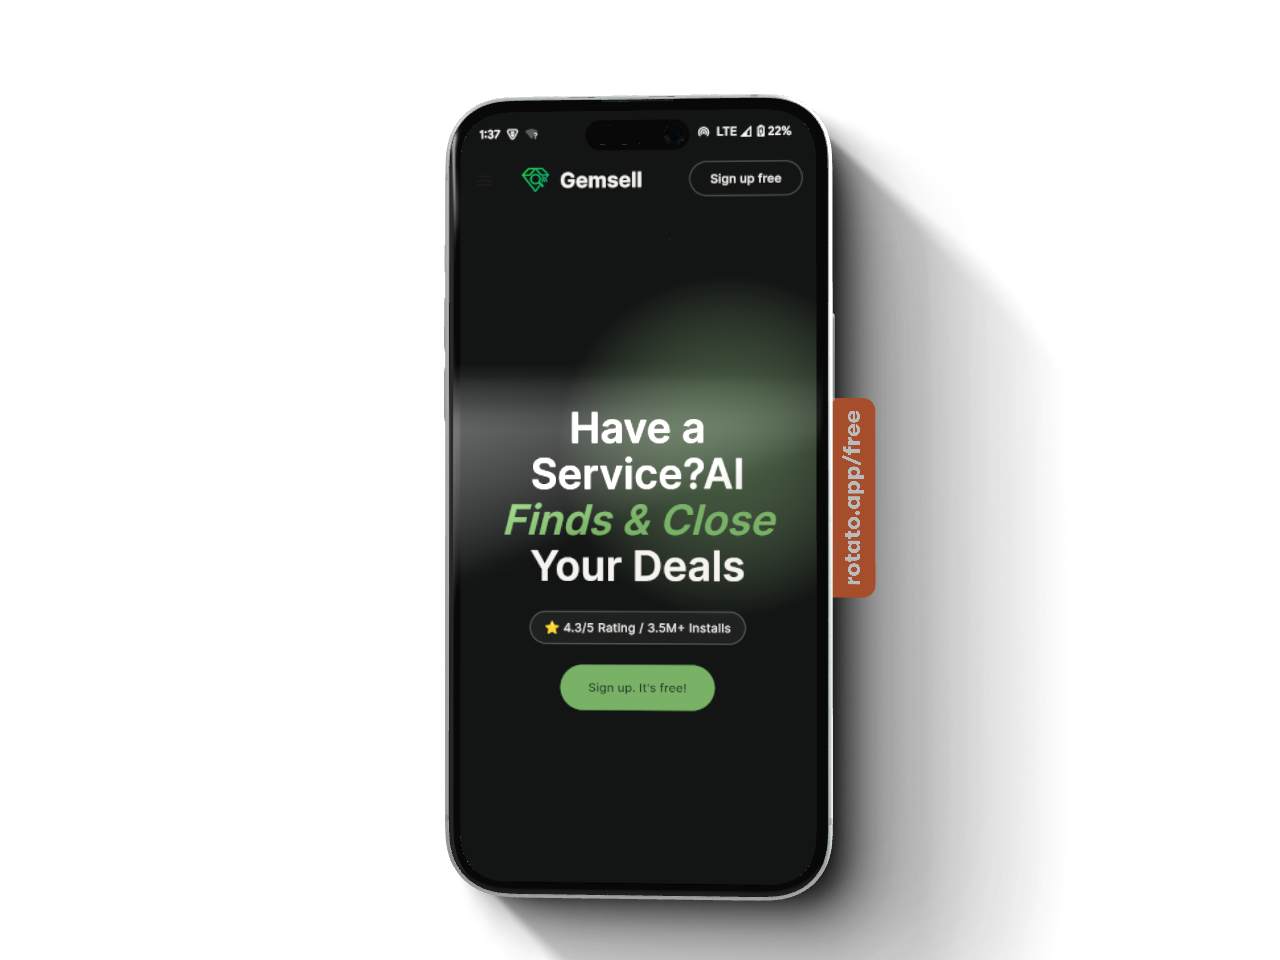 1:37
LTE 22%
Gemsell
Sign up free
Have a
Service?AI
Finds & Close
Your Deals
⭐ 4.3/5 Rating / 3.5M+ Installs
Sign up. It's free!
rotato.app/free